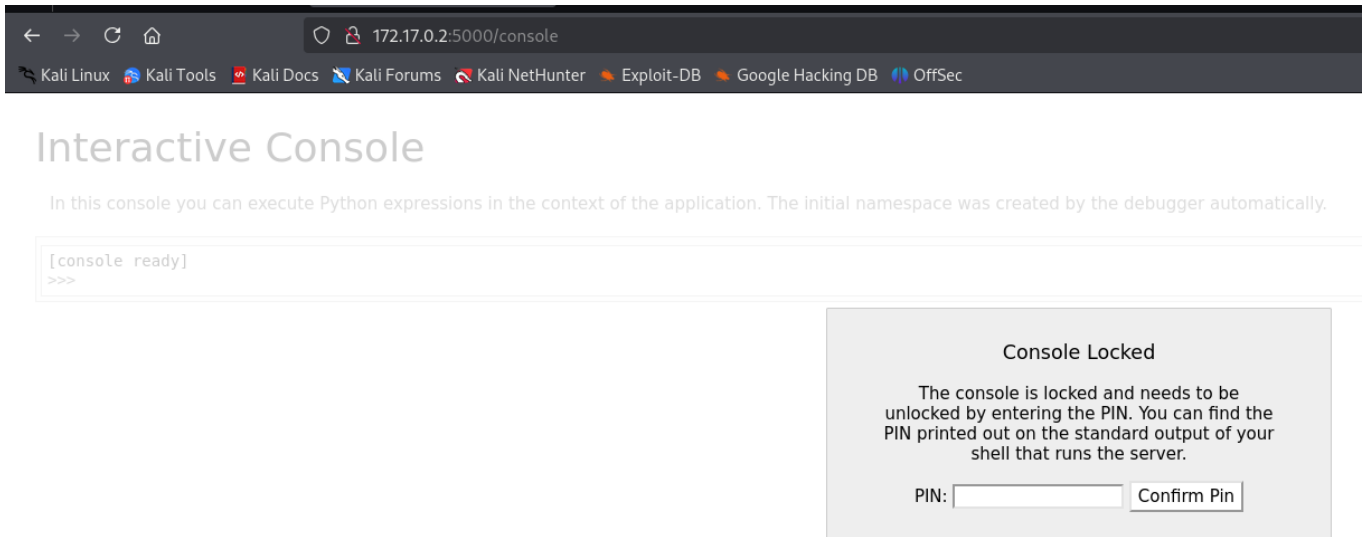 172.17.0.2:5000/console
Kali Linux Kali Tools Kali Docs Kali Forums Kali NetHunter Exploit-DB Google Hacking DB OffSec
Interactive Console
In this console you can execute Python expressions in the context of the application. The initial namespace was created by the debugger automatically.
[console ready]
>>>
Console Locked
The console is locked and needs to be
unlocked by entering the PIN. You can find the
PIN printed out on the standard output of your
shell that runs the server.
PIN: Confirm Pin